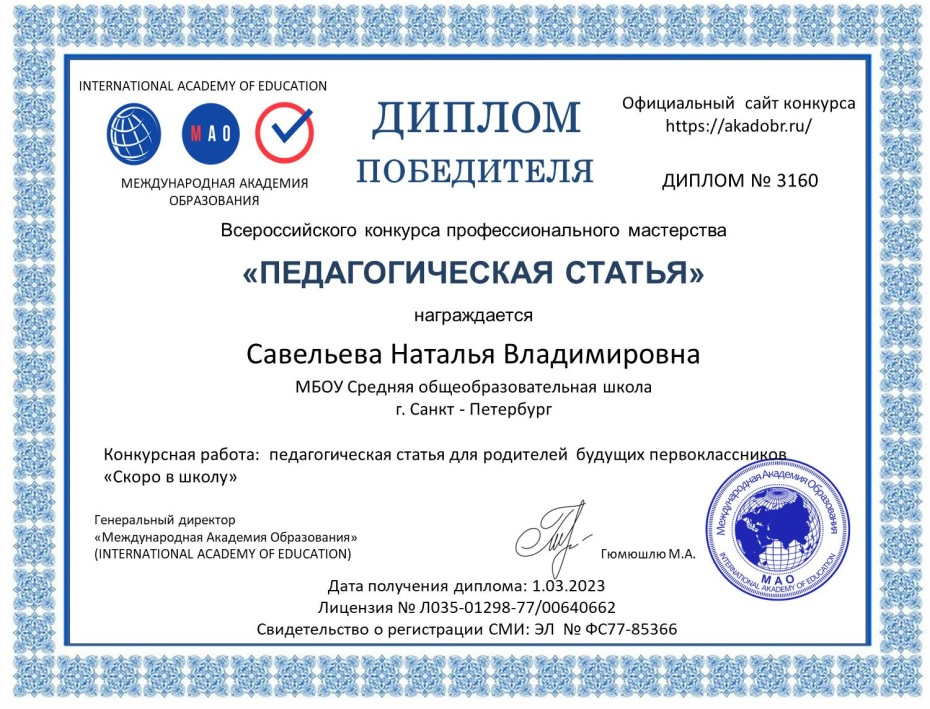 INTERNATIONAL ACADEMY OF EDUCATION
МАО
МЕЖДУНАРОДНАЯ АКАДЕМИЯ
ОБРАЗОВАНИЯ
ДИПЛОМ
ПОБЕДИТЕЛЯ
Официальный сайт конкурса
https://akadobr.ru/
ДИПЛОМ № 3160
Всероссийского конкурса профессионального мастерства
«ПЕДАГОГИЧЕСКАЯ СТАТЬЯ»
награждается
Савельева Наталья Владимировна
МБОУ Средняя общеобразовательная школа
г. Санкт - Петербург
Конкурсная работа: педагогическая статья для родителей будущих первоклассников
«Скоро в школу»
Генеральный директор
«Международная Академия Образования»
(INTERNATIONAL ACADEMY OF EDUCATION)
Гюмюшлю М.А.
Международная Академия Образования
МАО
INTERNATIONAL ACADEMY OF EDUCATION
Дата получения диплома: 1.03.2023
Лицензия № Л035-01298-77/00640662
Свидетельство о регистрации СМИ: ЭЛ № ФС77-85366